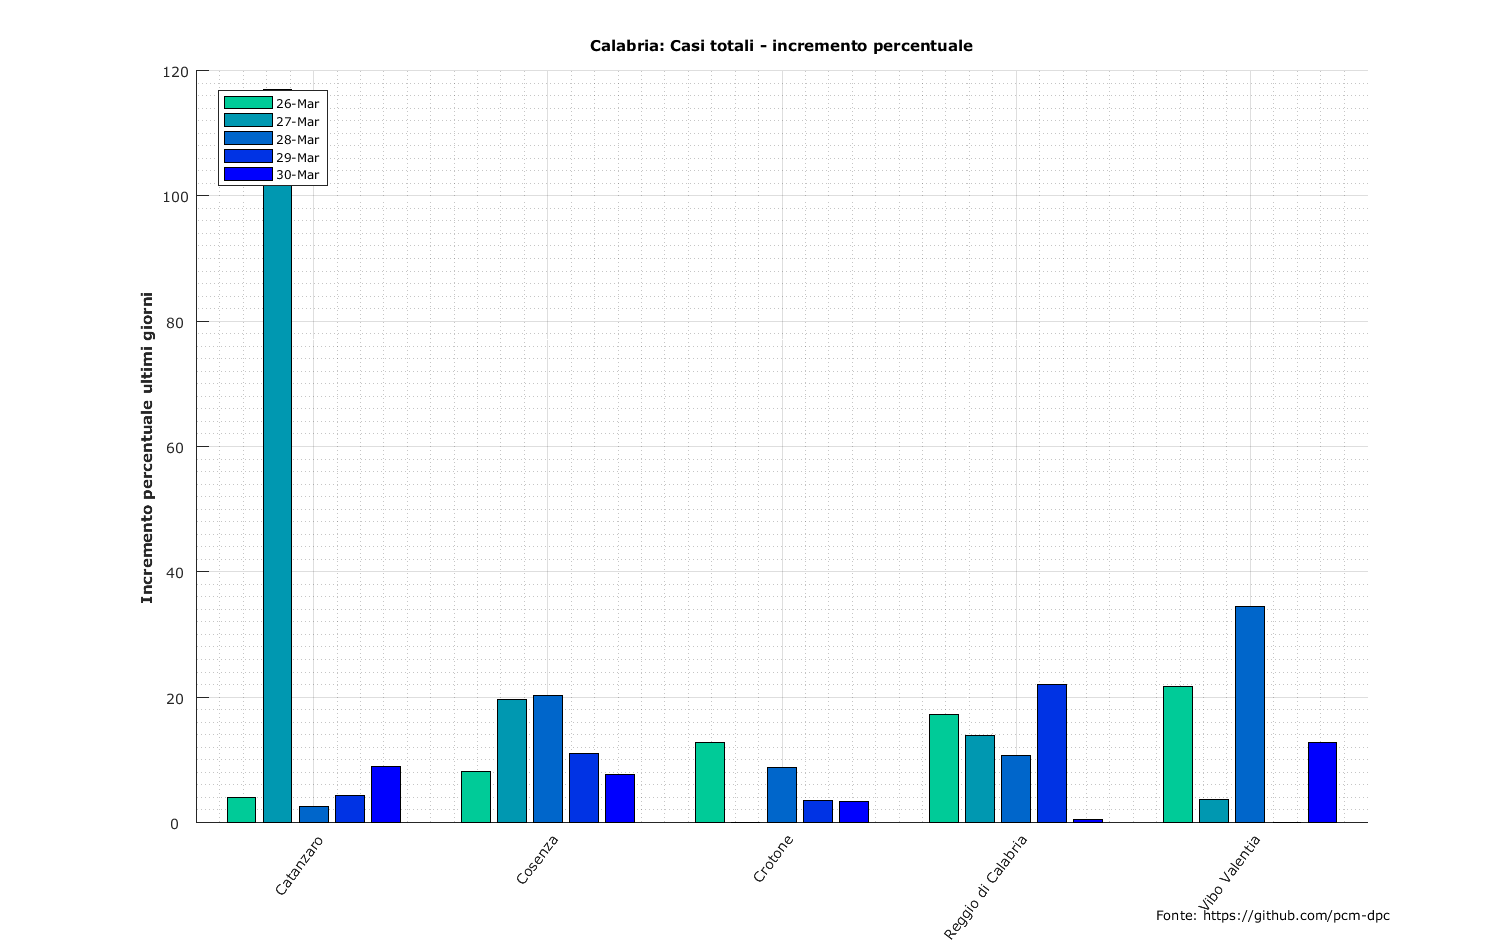 Calabria: Casi totali - incremento percentuale
Incremento percentuale ultimi giorni
120
100
80
60
40
20
0
26-Mar
27-Mar
28-Mar
29-Mar
30-Mar
Catanzaro
Cosenza
Crotone
Reggio di Calabria
Vibo Valentia
Fonte: https://github.com/pcm-dpc